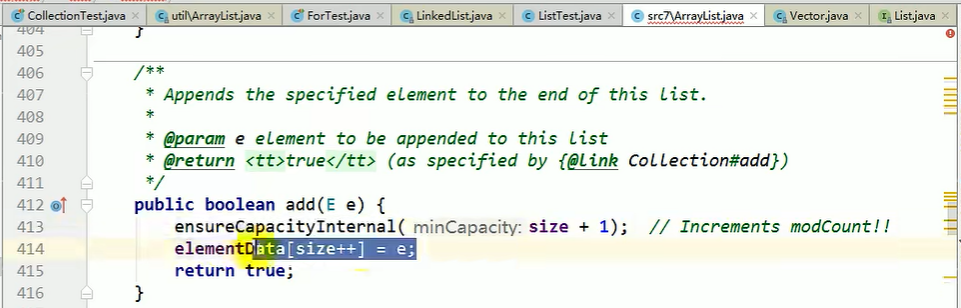 CollectionTest.java util\ArrayList.java ForTest.java LinkedList.java ListTest.java src7\ArrayList.java Vector.java List.java
404 }
405
406 /**
407 * Appends the specified element to the end of this list.
408 *
409 * @param e element to be appended to this list
410 * @return <tt>true</tt> (as specified by {@link Collection#add})
411 */
412 public boolean add(E e) {
413 ensureCapacityInternal( minCapacity: size + 1); // Increments modCount!!
414 elementData[size++] = e;
415 return true;
416 }